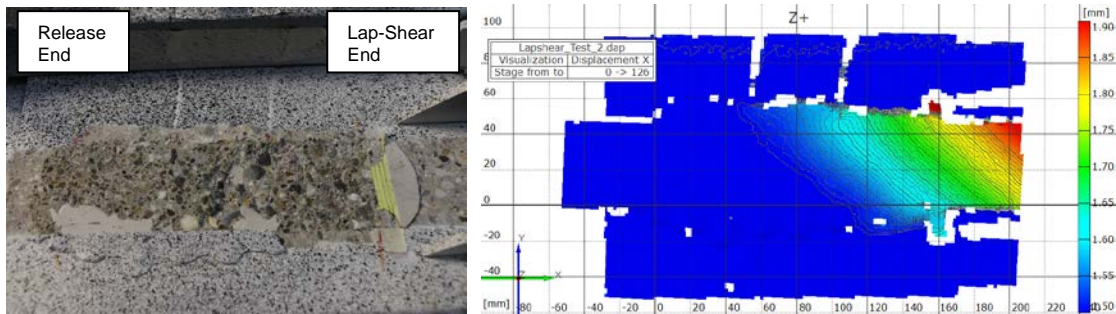 Release
End
Lap-Shear
End
Z+
[mm]
Lapshear_Test_2.dap
Visualization Displacement X
Stage from to 0 -> 126
100
80
60
40
20
0
-20
-40
[mm]
-80 -60 -40 -20 0 20 40 60 80 100 120 140 160 180 200 220
Y
Z
X
1.90
1.85
1.80
1.75
1.70
1.65
1.60
1.55
1.50